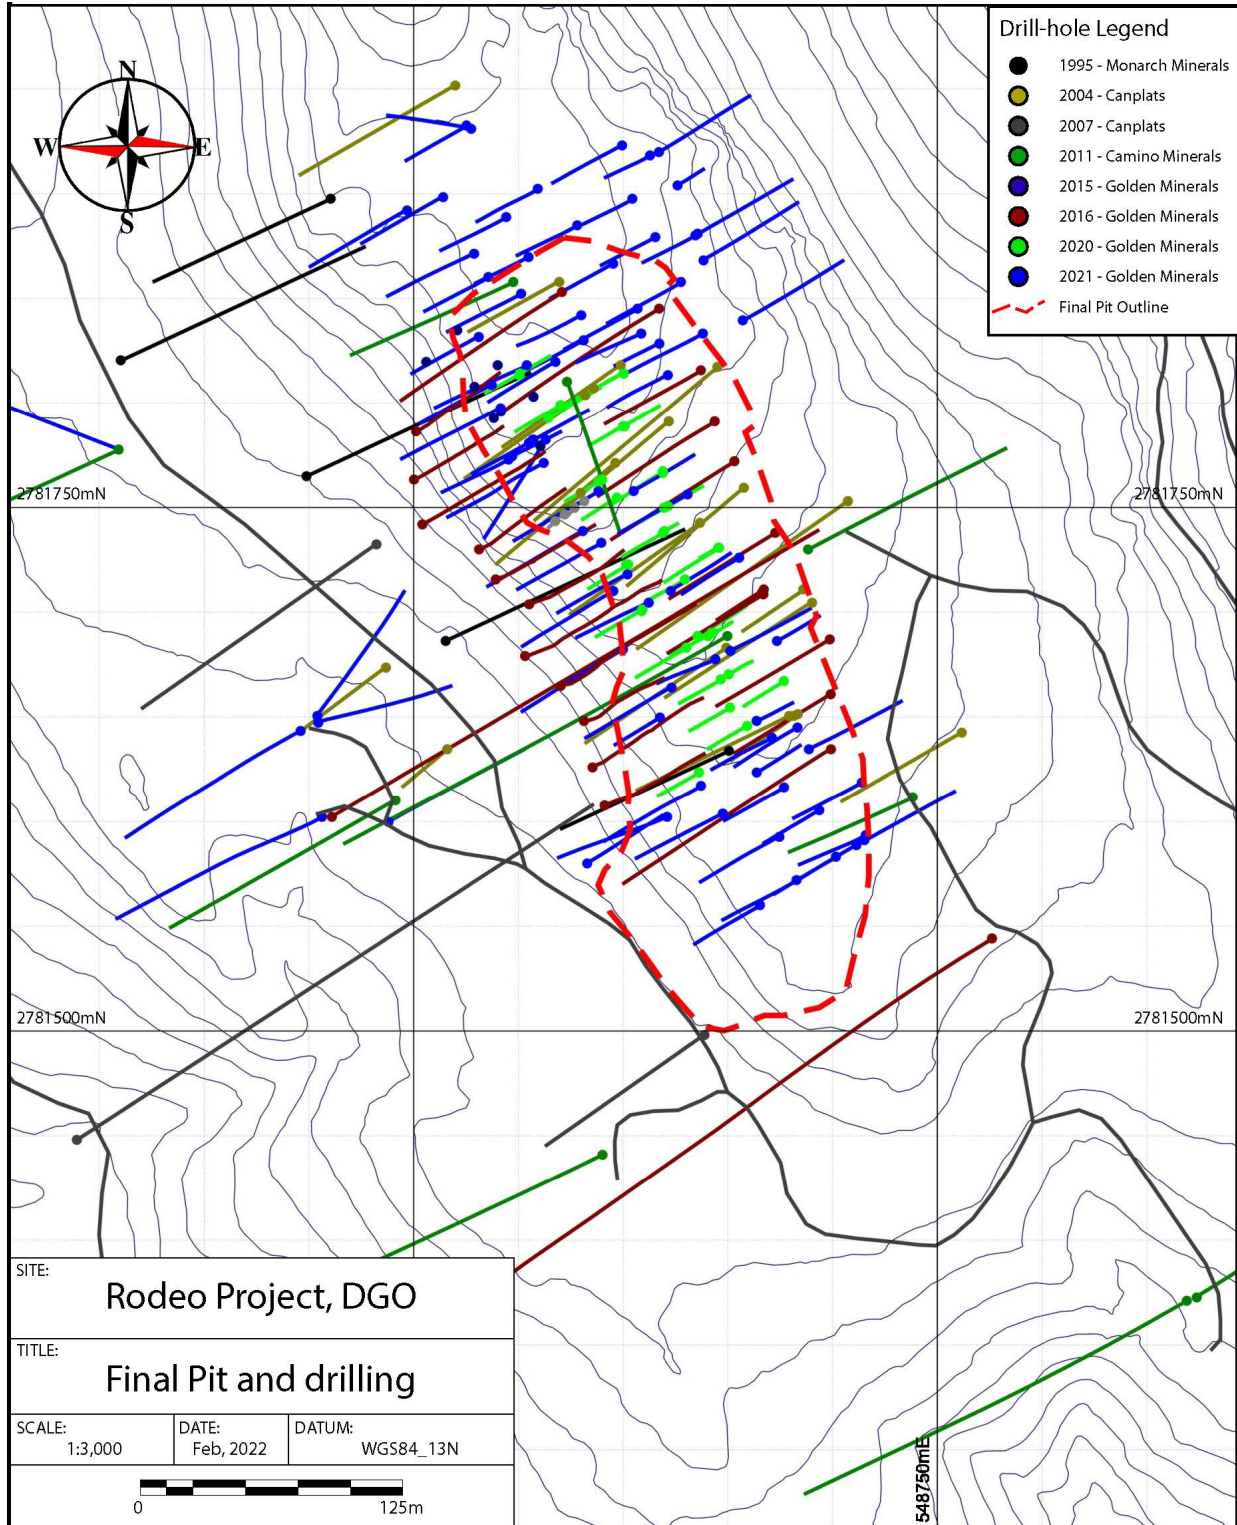 Drill-hole Legend
1995 - Monarch Minerals
2004 - Canplats
2007 - Canplats
2011 - Camino Minerals
2015 - Golden Minerals
2016 - Golden Minerals
2020 - Golden Minerals
2021 - Golden Minerals
Final Pit Outline
N
W
E
S
2781750mN
2781750mN
2781500mN
2781500mN
548750mE
SITE:
Rodeo Project, DGO
TITLE:
Final Pit and drilling
SCALE:
1:3,000
DATE:
Feb, 2022
DATUM:
WGS84_13N
0
125m